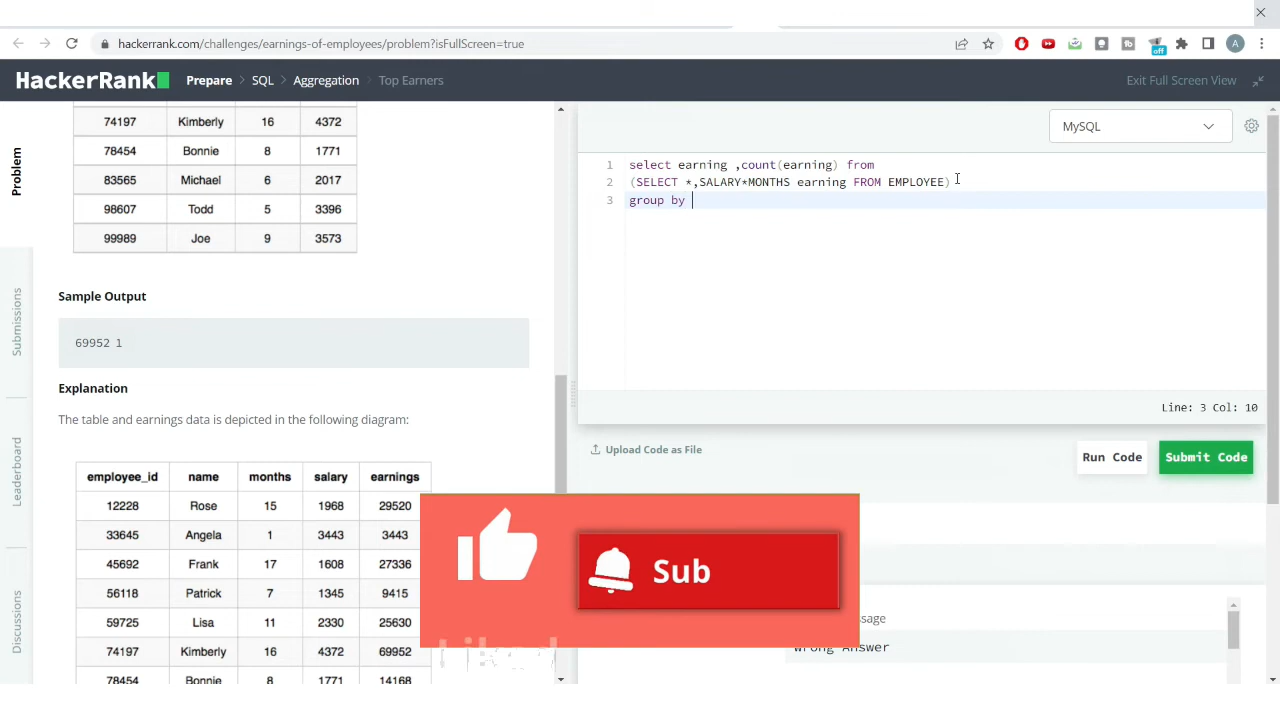 hackerrank.com/challenges/earnings-of-employees/problem?isFullScreen=true
off
A
HackerRank
Prepare > SQL > Aggregation > Top Earners
Exit Full Screen View
Problem
Submissions
Leaderboard
Discussions
74197 Kimberly 16 4372
78454 Bonnie 8 1771
83565 Michael 6 2017
98607 Todd 5 3396
99989 Joe 9 3573
Sample Output
69952 1
Explanation
The table and earnings data is depicted in the following diagram:
employee_id name months salary earnings
12228 Rose 15 1968 29520
33645 Angela 1 3443 3443
45692 Frank 17 1608 27336
56118 Patrick 7 1345 9415
59725 Lisa 11 2330 25630
74197 Kimberly 16 4372 69952
78454 Bonnie 8 1771 14168
MySQL
1 select earning ,count(earning) from
2 (SELECT *,SALARY*MONTHS earning FROM EMPLOYEE)
3 group by
Line: 3 Col: 10
Upload Code as File
Run Code
Submit Code
Sub
ssage
Wrong Answer